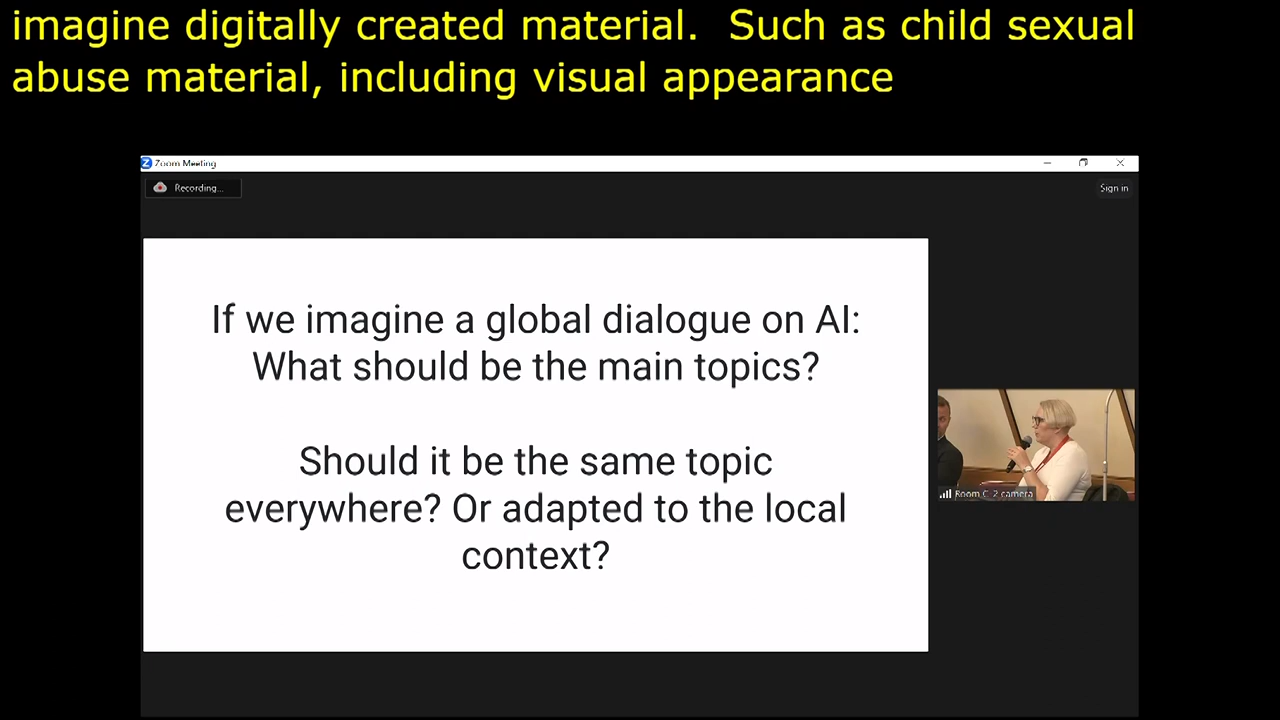 imagine digitally created material.  Such as child sexual
abuse material, including visual appearance
Zoom Meeting
Recording...
Sign in
If we imagine a global dialogue on AI:
What should be the main topics?
Should it be the same topic
everywhere? Or adapted to the local
context?
Room C. 2 camera